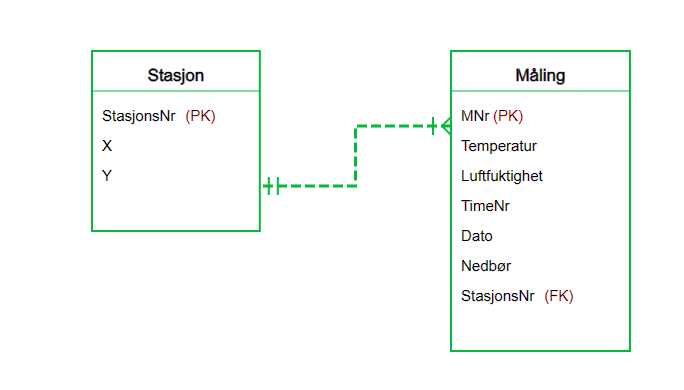 Stasjon
StasjonsNr (PK)
X
Y
Måling
MNr (PK)
Temperatur
Luftfuktighet
TimeNr
Dato
Nedbør
StasjonsNr (FK)